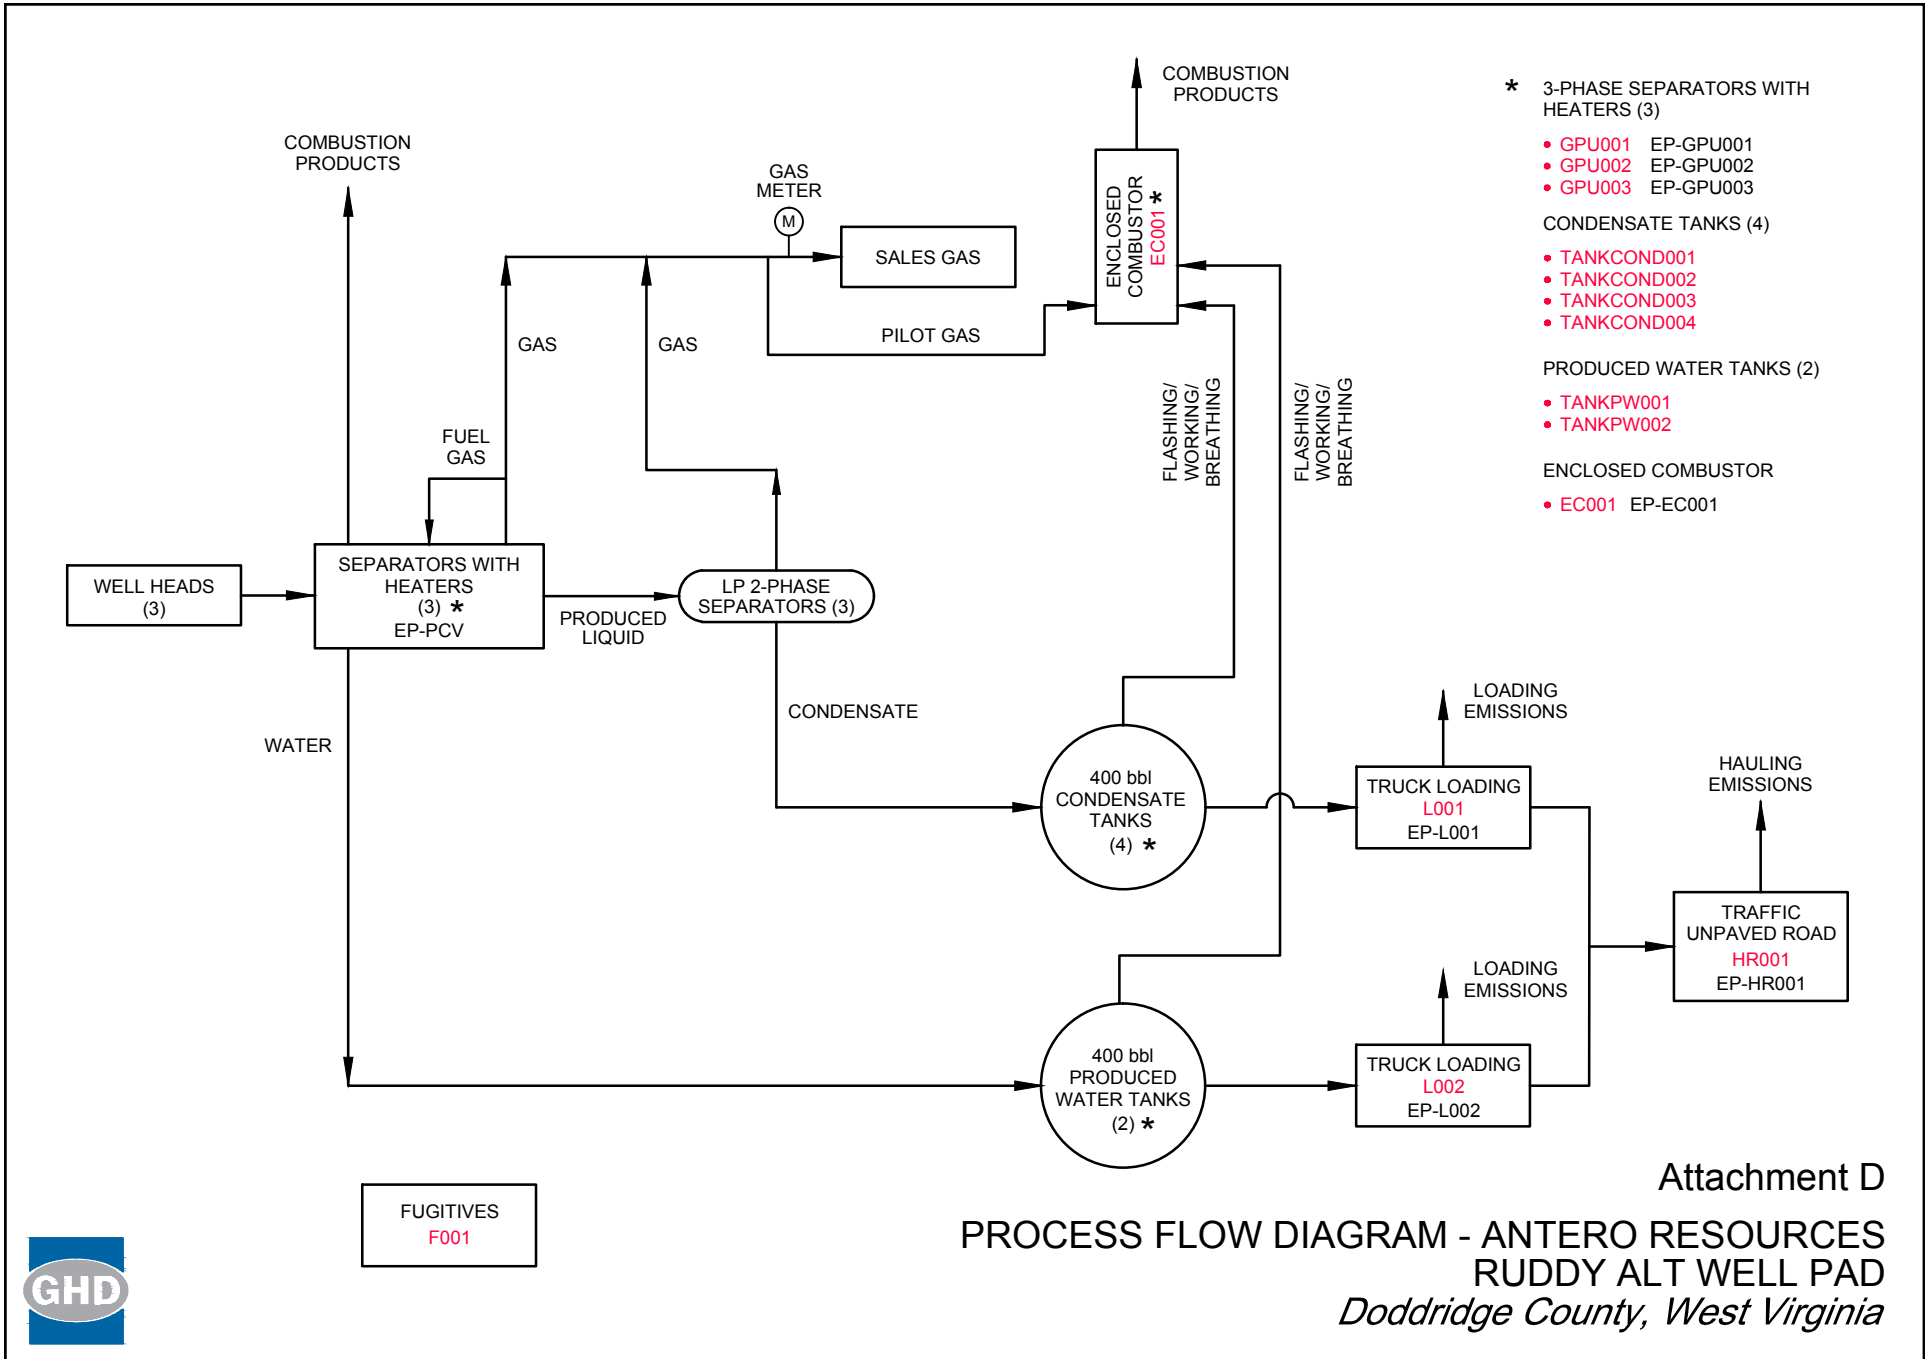 COMBUSTION
PRODUCTS
COMBUSTION
PRODUCTS
GAS
METER
M
SALES GAS
ENCLOSED
COMBUSTOR
EC001 *
PILOT GAS
GAS
GAS
FUEL
GAS
FLASHING/
WORKING/
BREATHING
FLASHING/
WORKING/
BREATHING
WELL HEADS
(3)
SEPARATORS WITH
HEATERS
(3) *
EP-PCV
PRODUCED
LIQUID
LP 2-PHASE
SEPARATORS (3)
CONDENSATE
WATER
400 bbl
CONDENSATE
TANKS
(4) *
LOADING
EMISSIONS
TRUCK LOADING
L001
EP-L001
HAULING
EMISSIONS
TRAFFIC
UNPAVED ROAD
HR001
EP-HR001
400 bbl
PRODUCED
WATER TANKS
(2) *
LOADING
EMISSIONS
TRUCK LOADING
L002
EP-L002
FUGITIVES
F001
* 3-PHASE SEPARATORS WITH
HEATERS (3)
• GPU001 EP-GPU001
• GPU002 EP-GPU002
• GPU003 EP-GPU003
CONDENSATE TANKS (4)
• TANKCOND001
• TANKCOND002
• TANKCOND003
• TANKCOND004
PRODUCED WATER TANKS (2)
• TANKPW001
• TANKPW002
ENCLOSED COMBUSTOR
• EC001 EP-EC001
Attachment D
PROCESS FLOW DIAGRAM - ANTERO RESOURCES
RUDDY ALT WELL PAD
Doddridge County, West Virginia
GHD